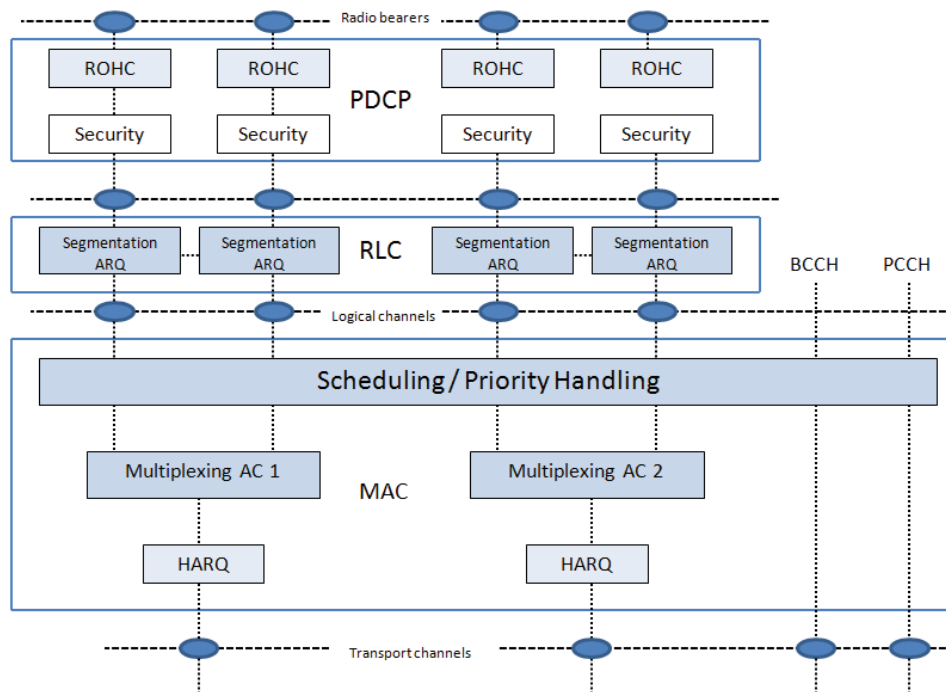 Radio bearers
ROHC ROHC ROHC ROHC
PDCP
Security Security Security Security
Segmentation ARQ
Segmentation ARQ
RLC
Segmentation ARQ
Segmentation ARQ
BCCH PCCH
Logical channels
Scheduling / Priority Handling
Multiplexing AC 1
Multiplexing AC 2
MAC
HARQ
HARQ
Transport channels